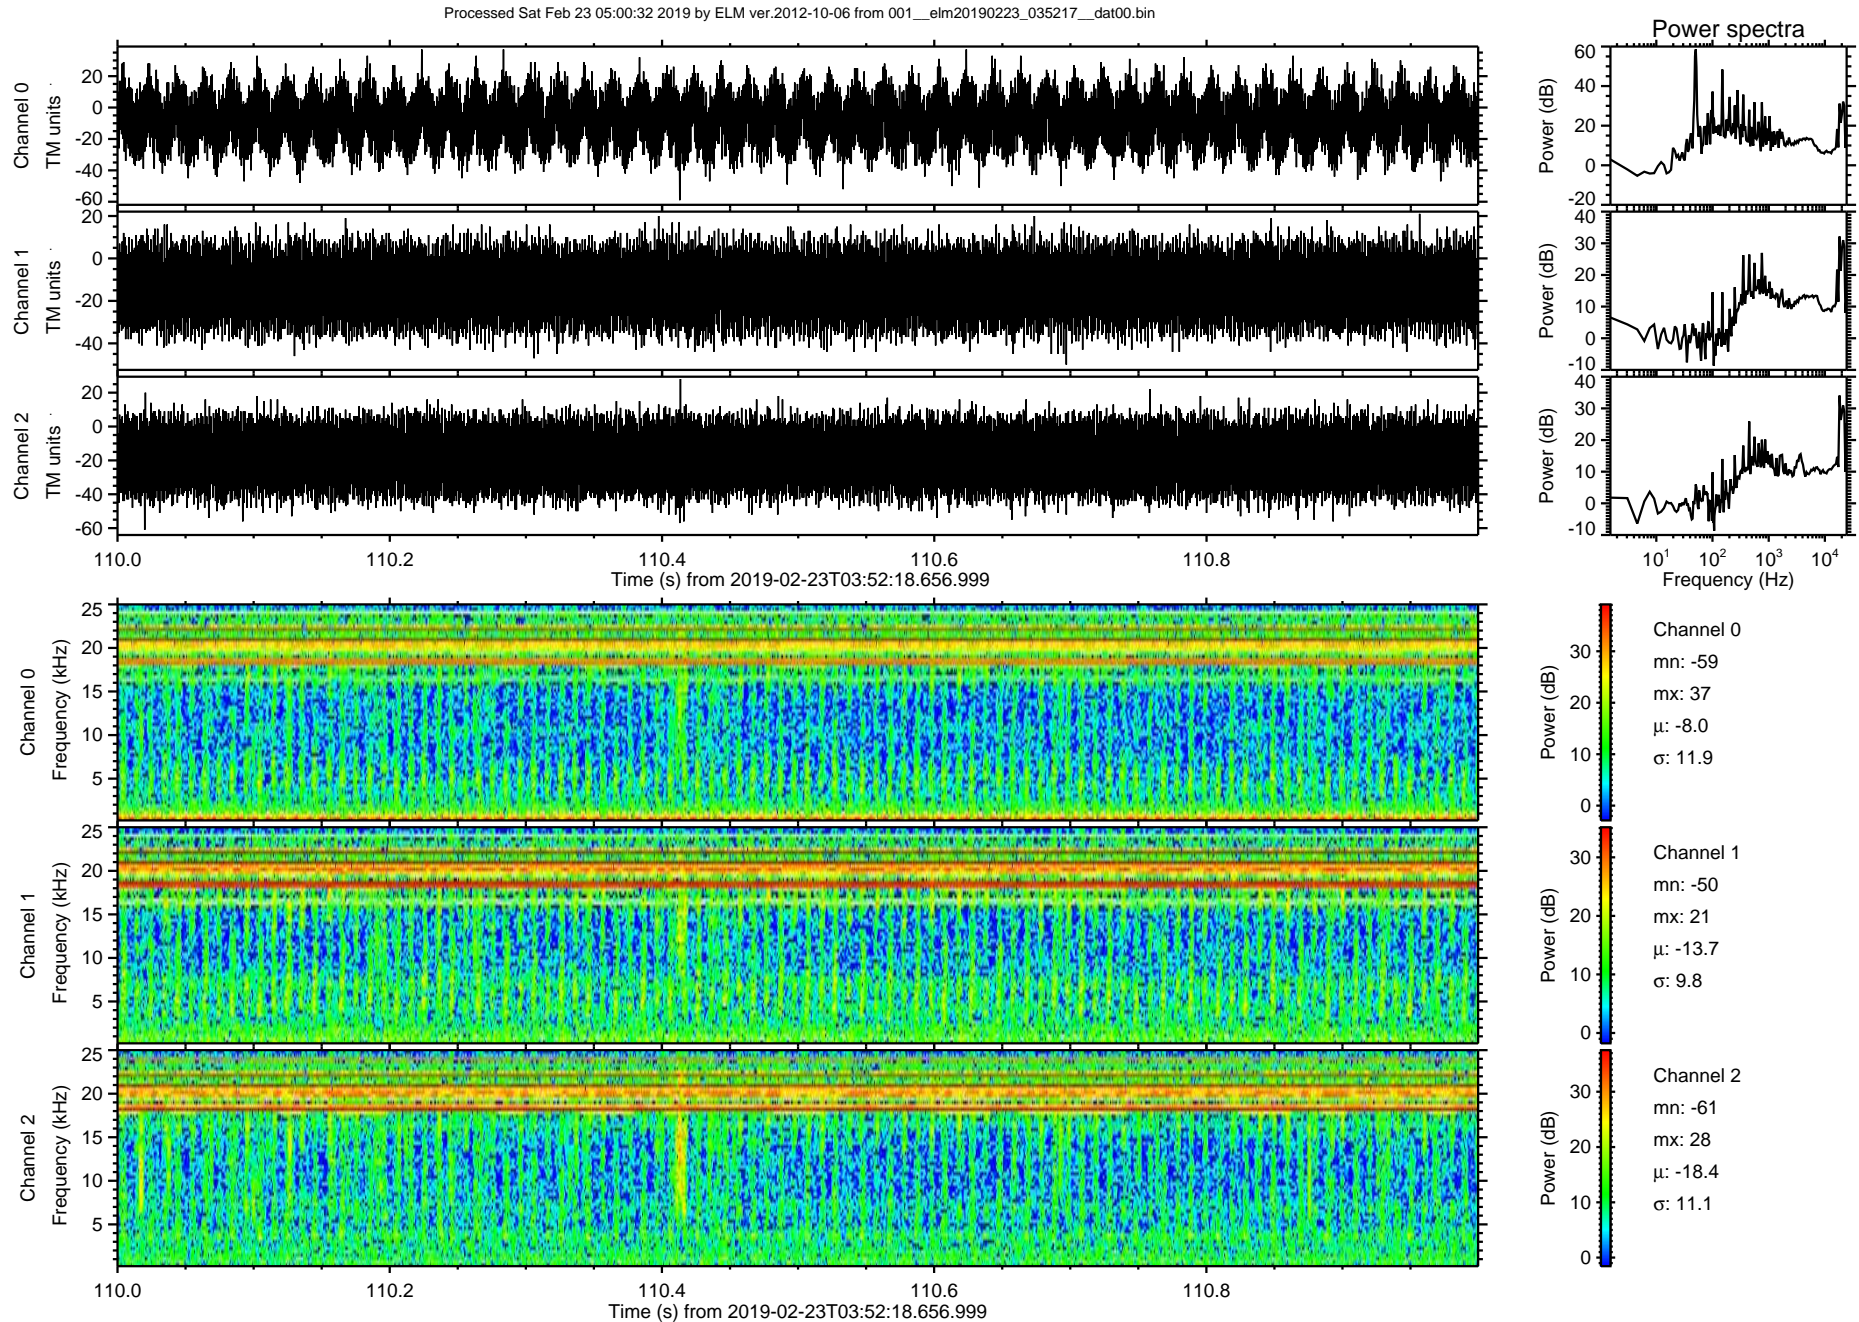 Processed Sat Feb 23 05:00:32 2019 by ELM ver.2012-10-06 from 001__elm20190223_035217__dat00.bin
Power spectra
Channel 0
TM units
20
0
-20
-40
-60
Power (dB)
60
40
20
0
-20
Channel 1
TM units
20
0
-20
-40
Power (dB)
40
30
20
10
0
-10
Channel 2
TM units
20
0
-20
-40
-60
Power (dB)
40
30
20
10
0
-10
110.0 110.2 110.4 110.6 110.8
Time (s) from 2019-02-23T03:52:18.656.999
10¹ 10² 10³ 10⁴
Frequency (Hz)
Channel 0
Frequency (kHz)
25
20
15
10
5
Power (dB)
30
20
10
0
Channel 0
mn: -59
mx: 37
µ: -8.0
σ: 11.9
Channel 1
Frequency (kHz)
25
20
15
10
5
Power (dB)
30
20
10
0
Channel 1
mn: -50
mx: 21
µ: -13.7
σ: 9.8
Channel 2
Frequency (kHz)
25
20
15
10
5
Power (dB)
30
20
10
0
Channel 2
mn: -61
mx: 28
µ: -18.4
σ: 11.1
110.0 110.2 110.4 110.6 110.8
Time (s) from 2019-02-23T03:52:18.656.999